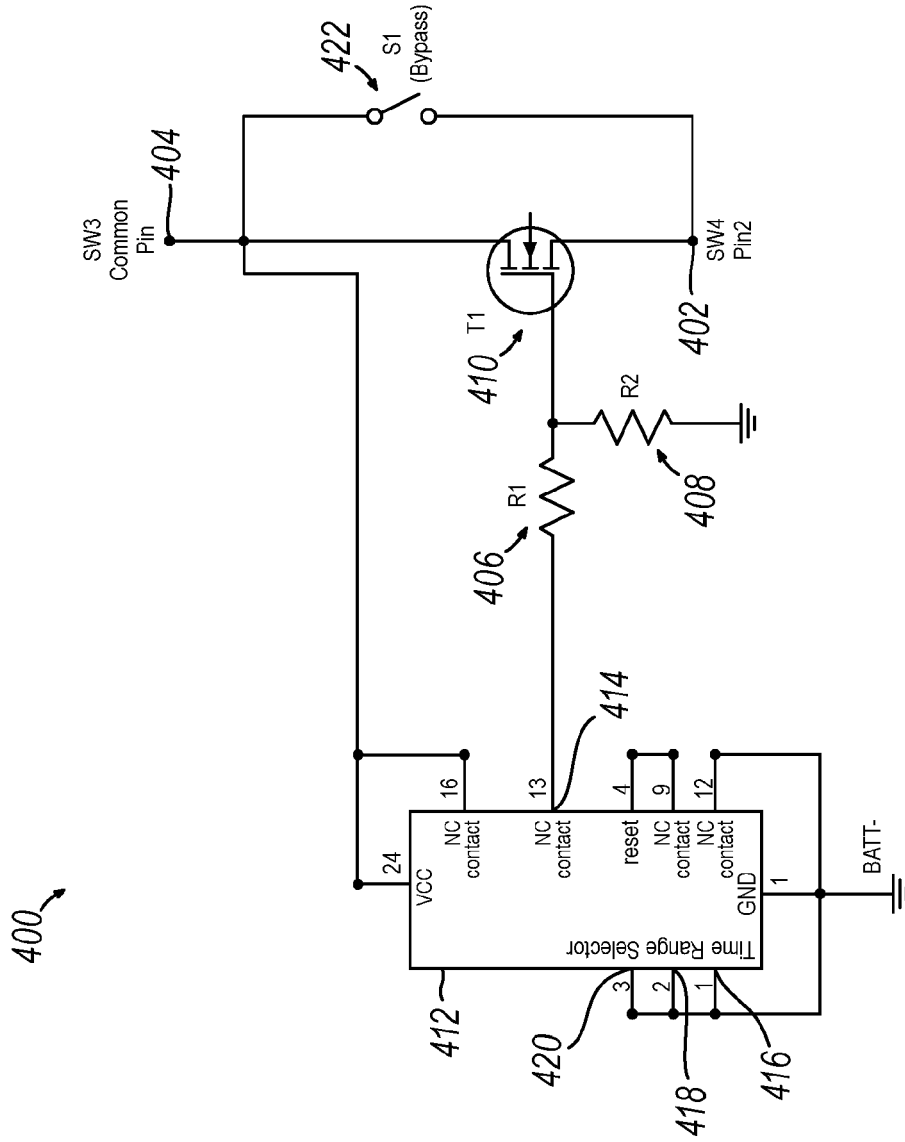 400
SW3
Common
Pin
404
422
S1
(Bypass)
T1
410
SW4
Pin2
402
R1
406
R2
408
412
24
VCC
16
NC
contact
13
NC
contact
414
4
reset
9
NC
contact
12
NC
contact
GND
1
Time Range Selector
3
2
1
420
418
416
BATT-